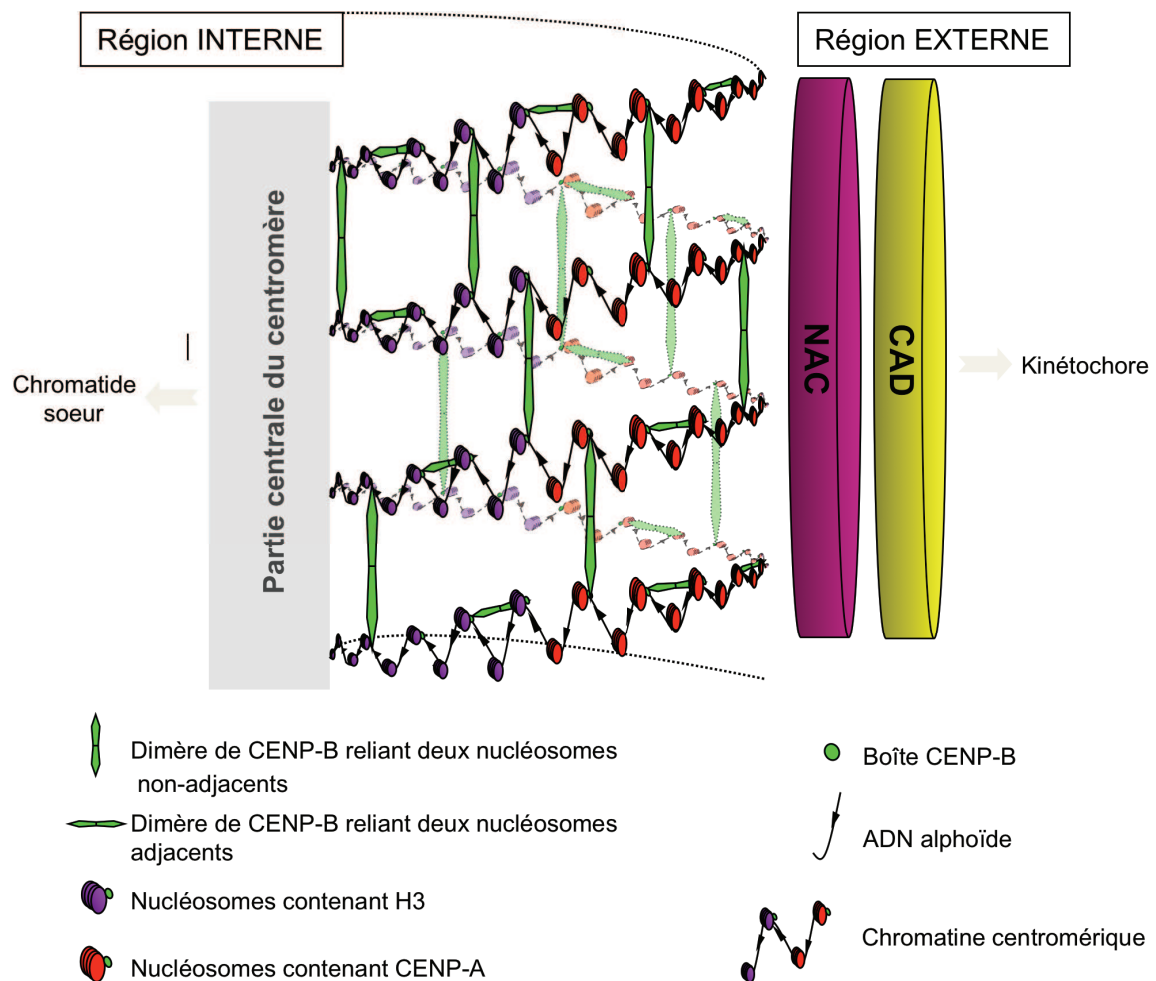 Région INTERNE
Région EXTERNE
Partie centrale du centromère
NAC
CAD
Chromatide
soeur
Kinétochore
Dimère de CENP-B reliant deux nucléosomes
non-adjacents
Dimère de CENP-B reliant deux nucléosomes
adjacents
Nucléosomes contenant H3
Nucléosomes contenant CENP-A
Boîte CENP-B
ADN alphoïde
Chromatine centromérique